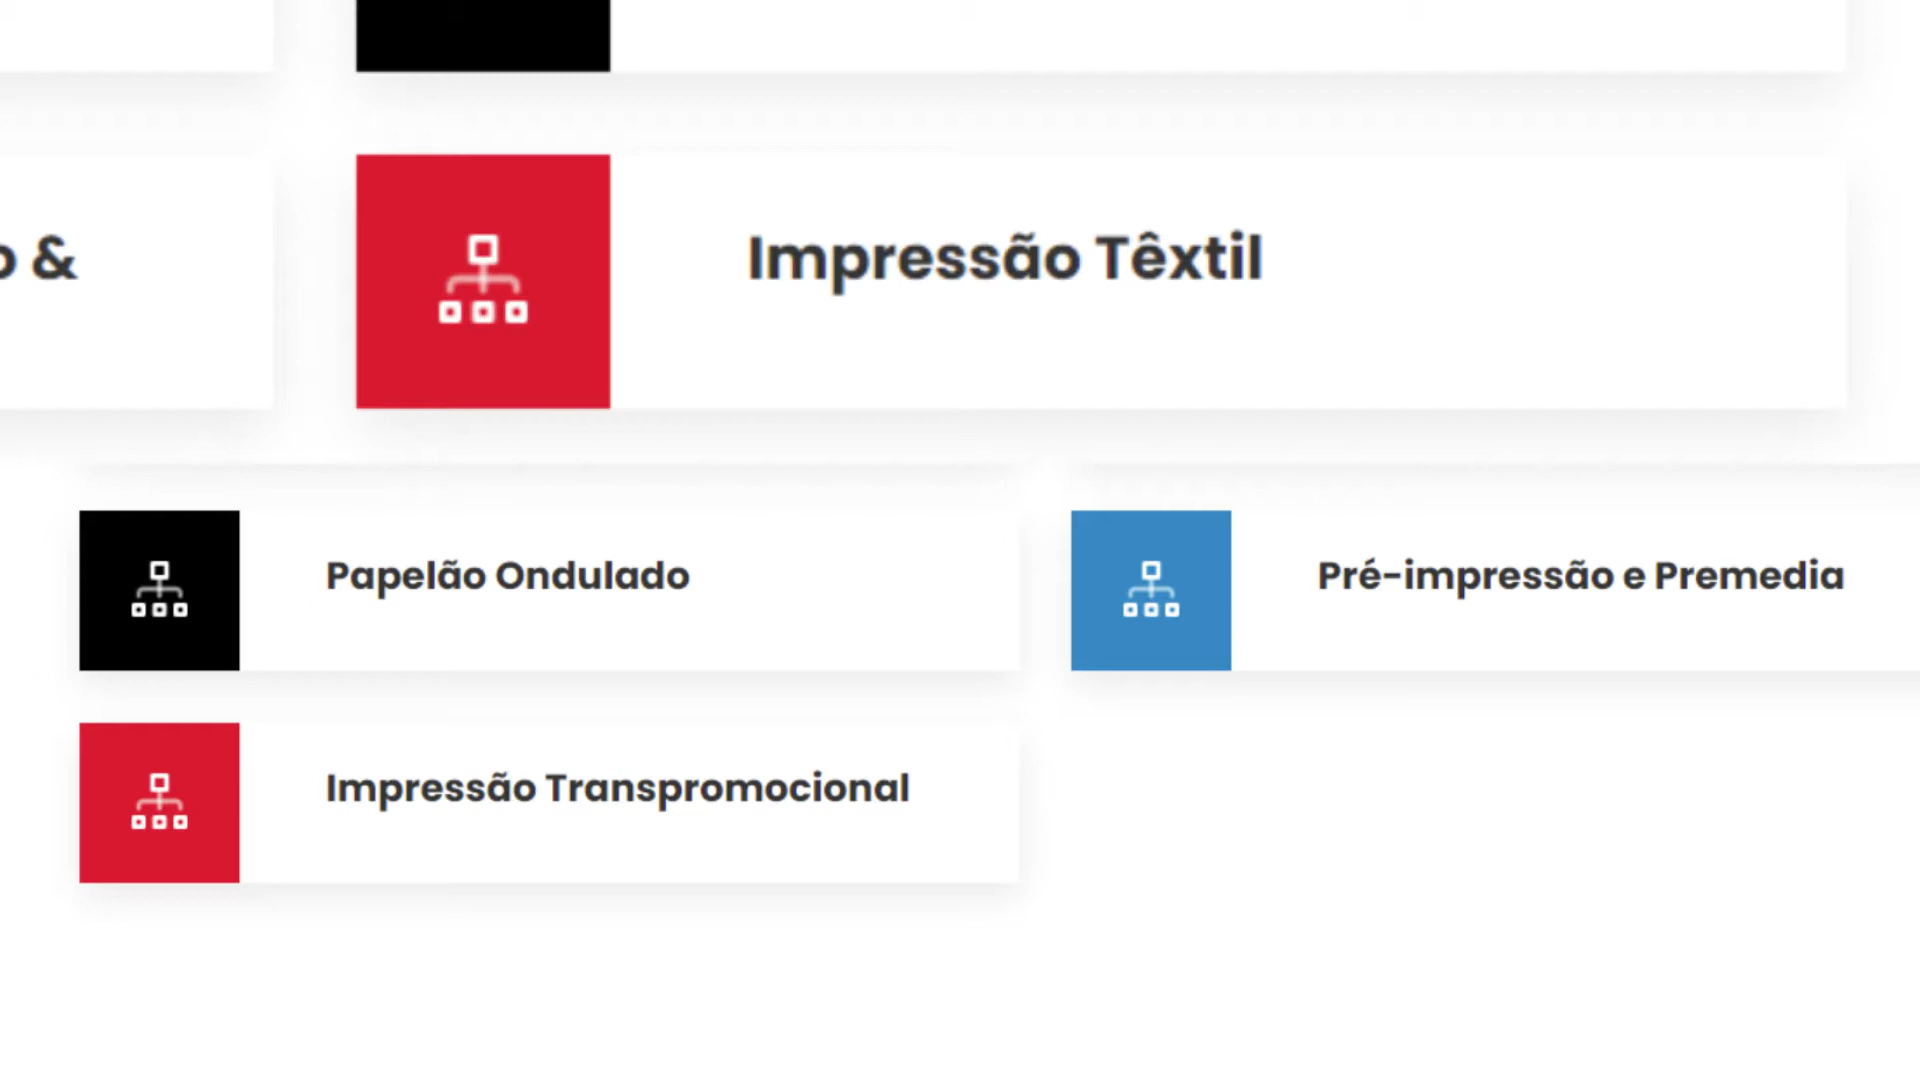 &
Impressão Têxtil
Papelão Ondulado
Pré-impressão e Premedia
Impressão Transpromocional